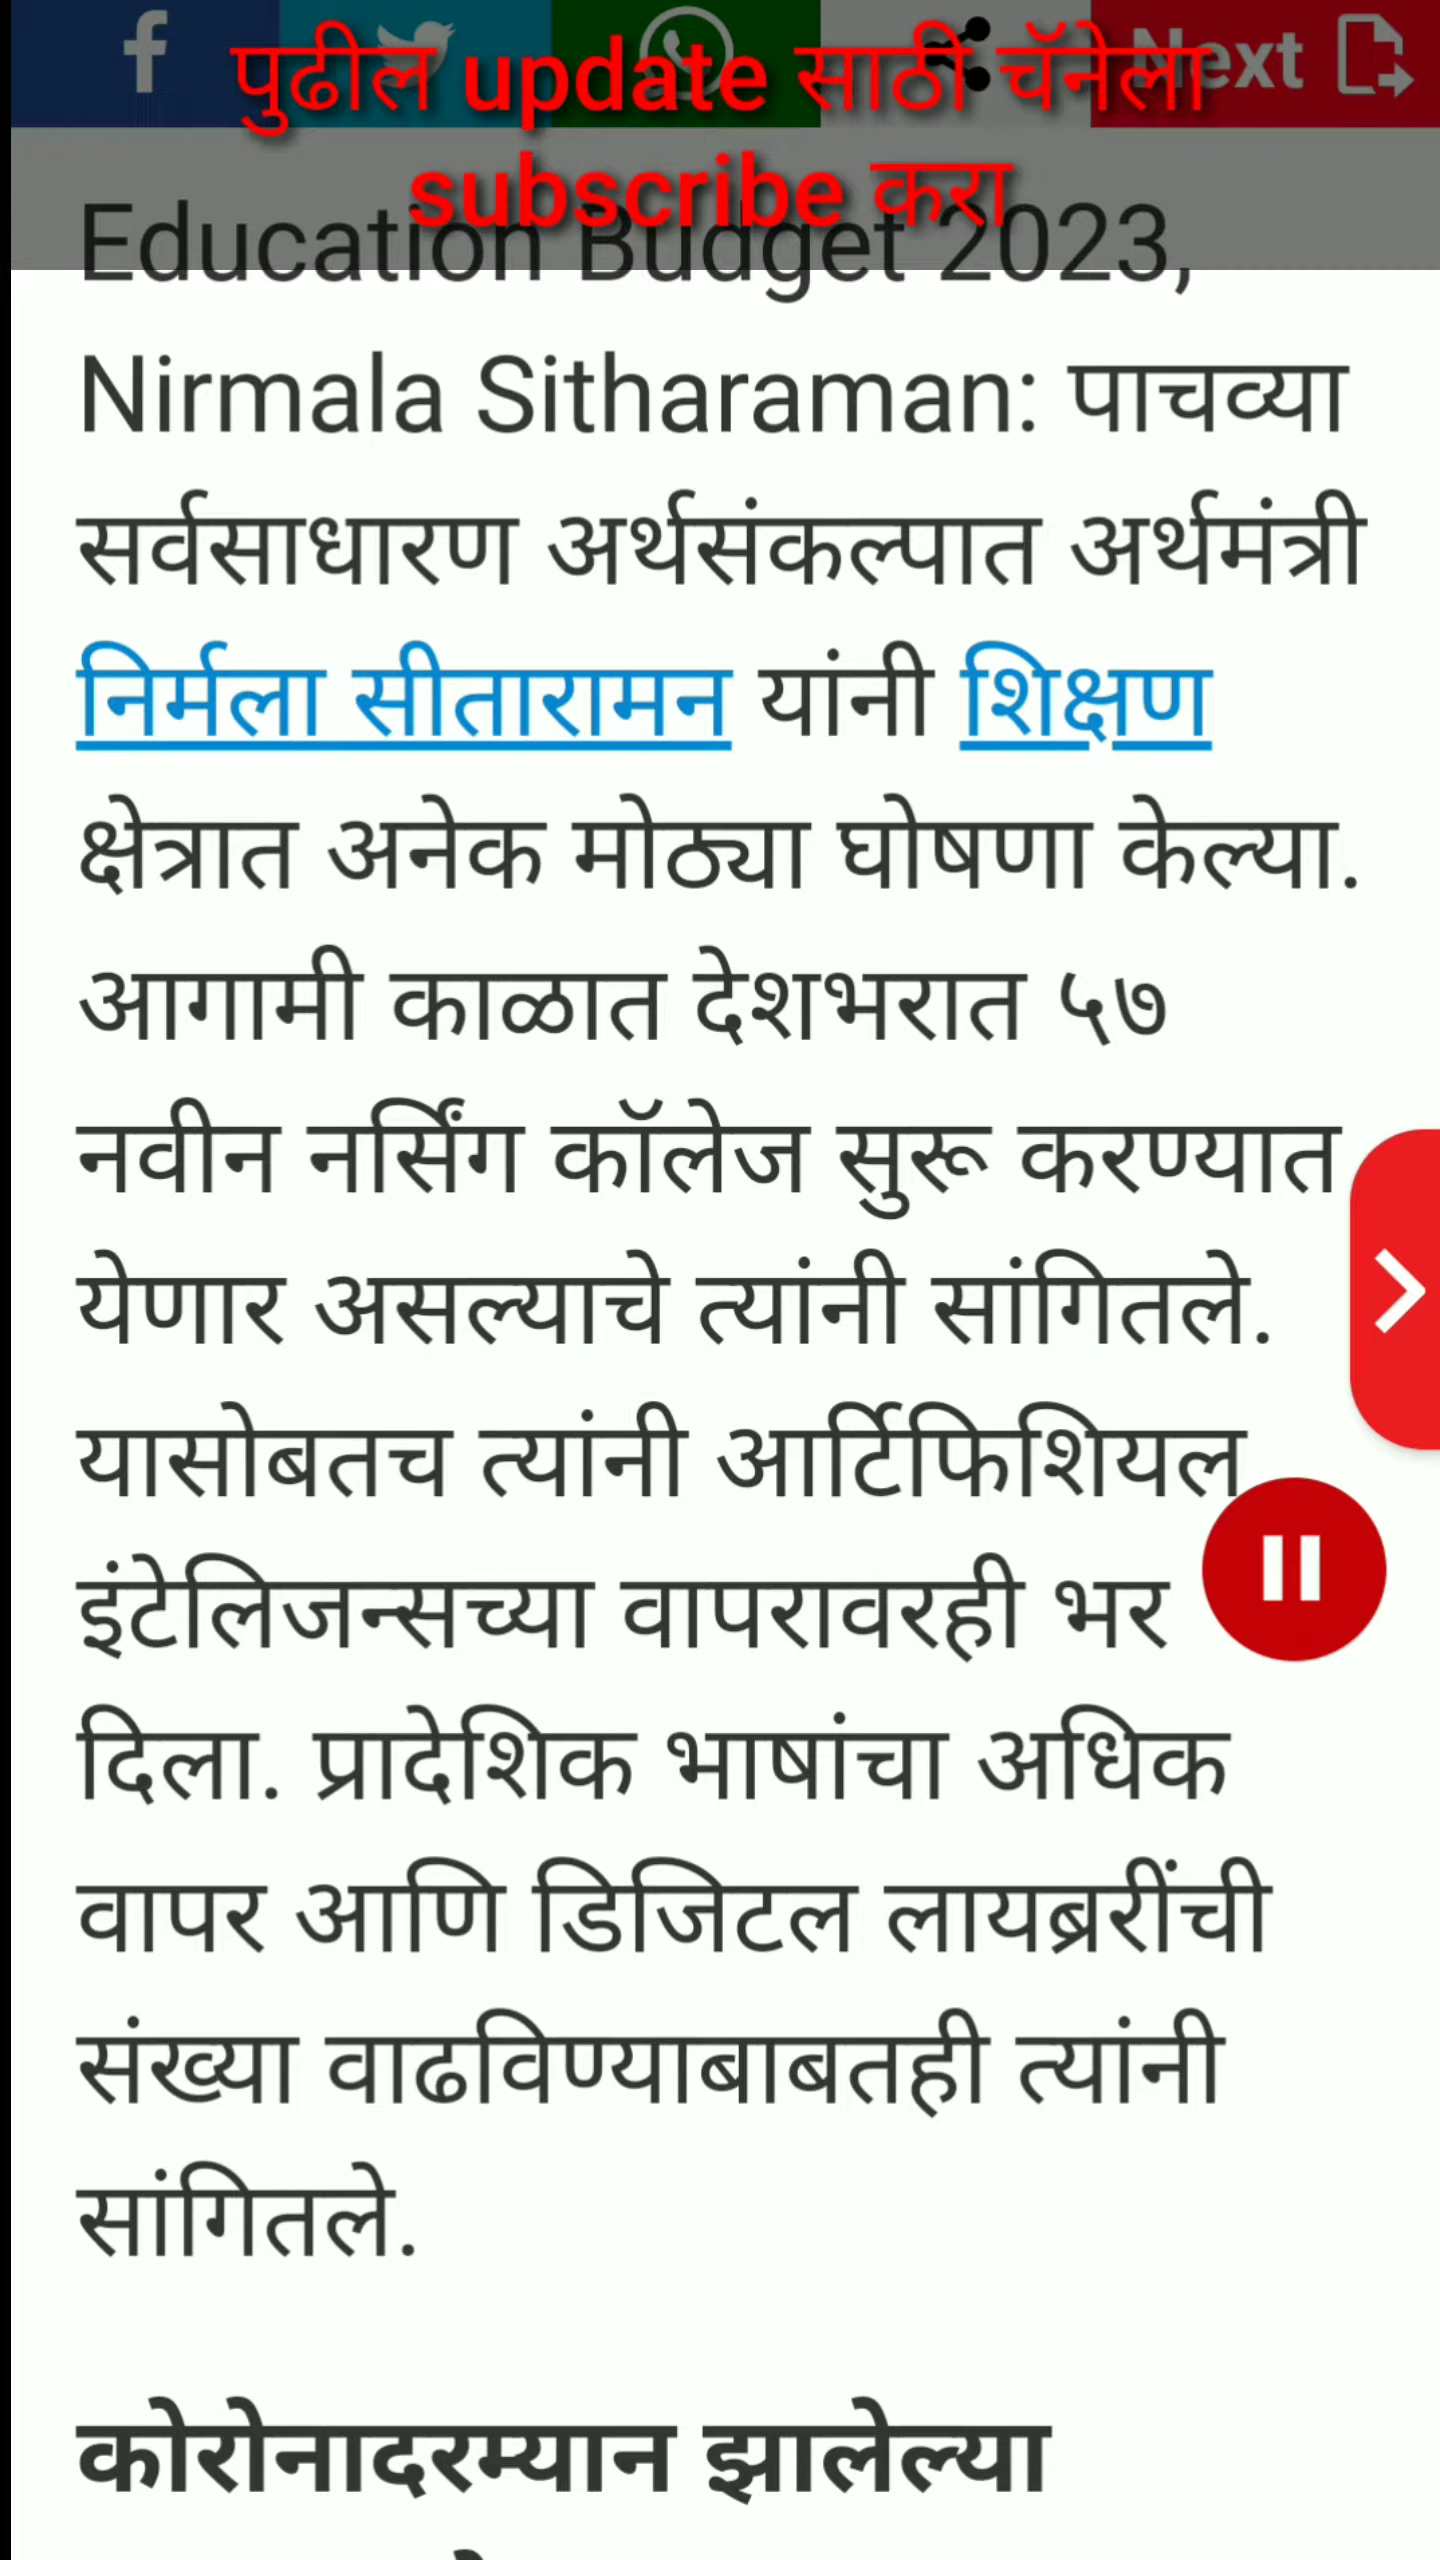 पुढील update साठी चॅनेला
subscribe करा
Next
Education Budget 2023,
Nirmala Sitharaman: पाचव्या
सर्वसाधारण अर्थसंकल्पात अर्थमंत्री
निर्मला सीतारामन यांनी शिक्षण
क्षेत्रात अनेक मोठ्या घोषणा केल्या.
आगामी काळात देशभरात ५७
नवीन नर्सिंग कॉलेज सुरू करण्यात
येणार असल्याचे त्यांनी सांगितले.
यासोबतच त्यांनी आर्टिफिशियल
इंटेलिजन्सच्या वापरावरही भर
दिला. प्रादेशिक भाषांचा अधिक
वापर आणि डिजिटल लायब्ररींची
संख्या वाढविण्याबाबतही त्यांनी
सांगितले.
कोरोनादरम्यान झालेल्या